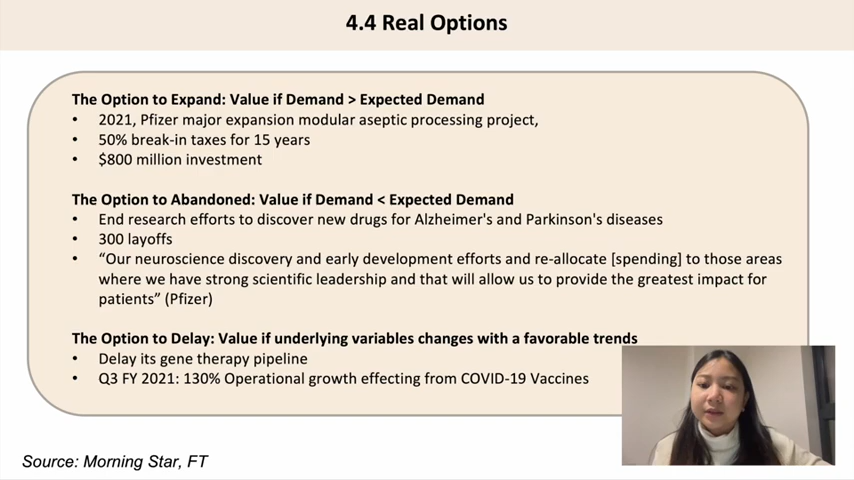 4.4 Real Options
The Option to Expand: Value if Demand > Expected Demand
• 2021, Pfizer major expansion modular aseptic processing project,
• 50% break-in taxes for 15 years
• $800 million investment
The Option to Abandoned: Value if Demand < Expected Demand
• End research efforts to discover new drugs for Alzheimer's and Parkinson's diseases
• 300 layoffs
• “Our neuroscience discovery and early development efforts and re-allocate [spending] to those areas
where we have strong scientific leadership and that will allow us to provide the greatest impact for
patients” (Pfizer)
The Option to Delay: Value if underlying variables changes with a favorable trends
• Delay its gene therapy pipeline
• Q3 FY 2021: 130% Operational growth effecting from COVID-19 Vaccines
Source: Morning Star, FT